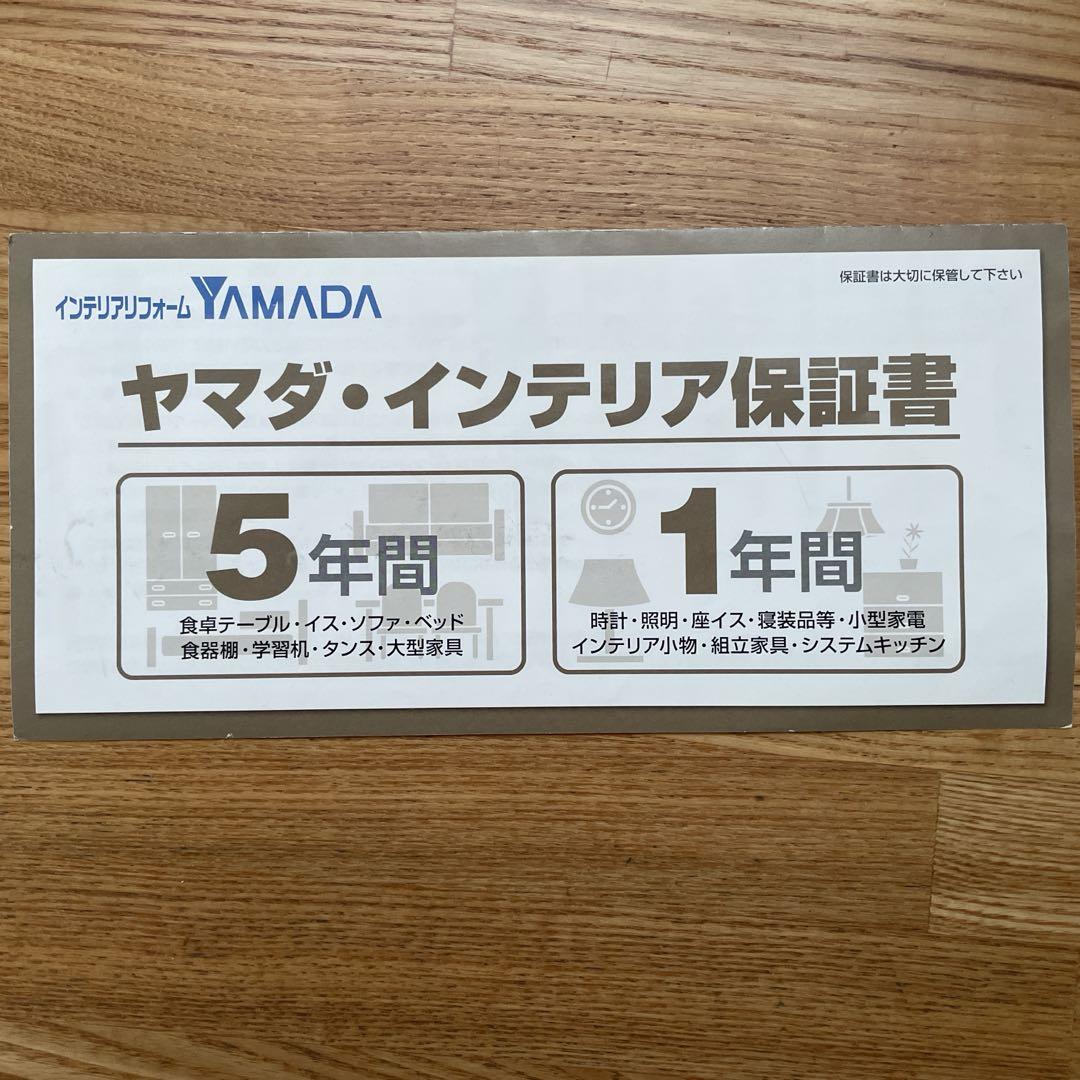 インテリアリフォーム YAMADA
保証書は大切に保管して下さい
ヤマダ・インテリア保証書
5年間
食卓テーブル・イス・ソファ・ベッド
食器棚・学習机・タンス・大型家具
1年間
時計・照明・座イス・寝装品等・小型家電
インテリア小物・組立家具・システムキッチン